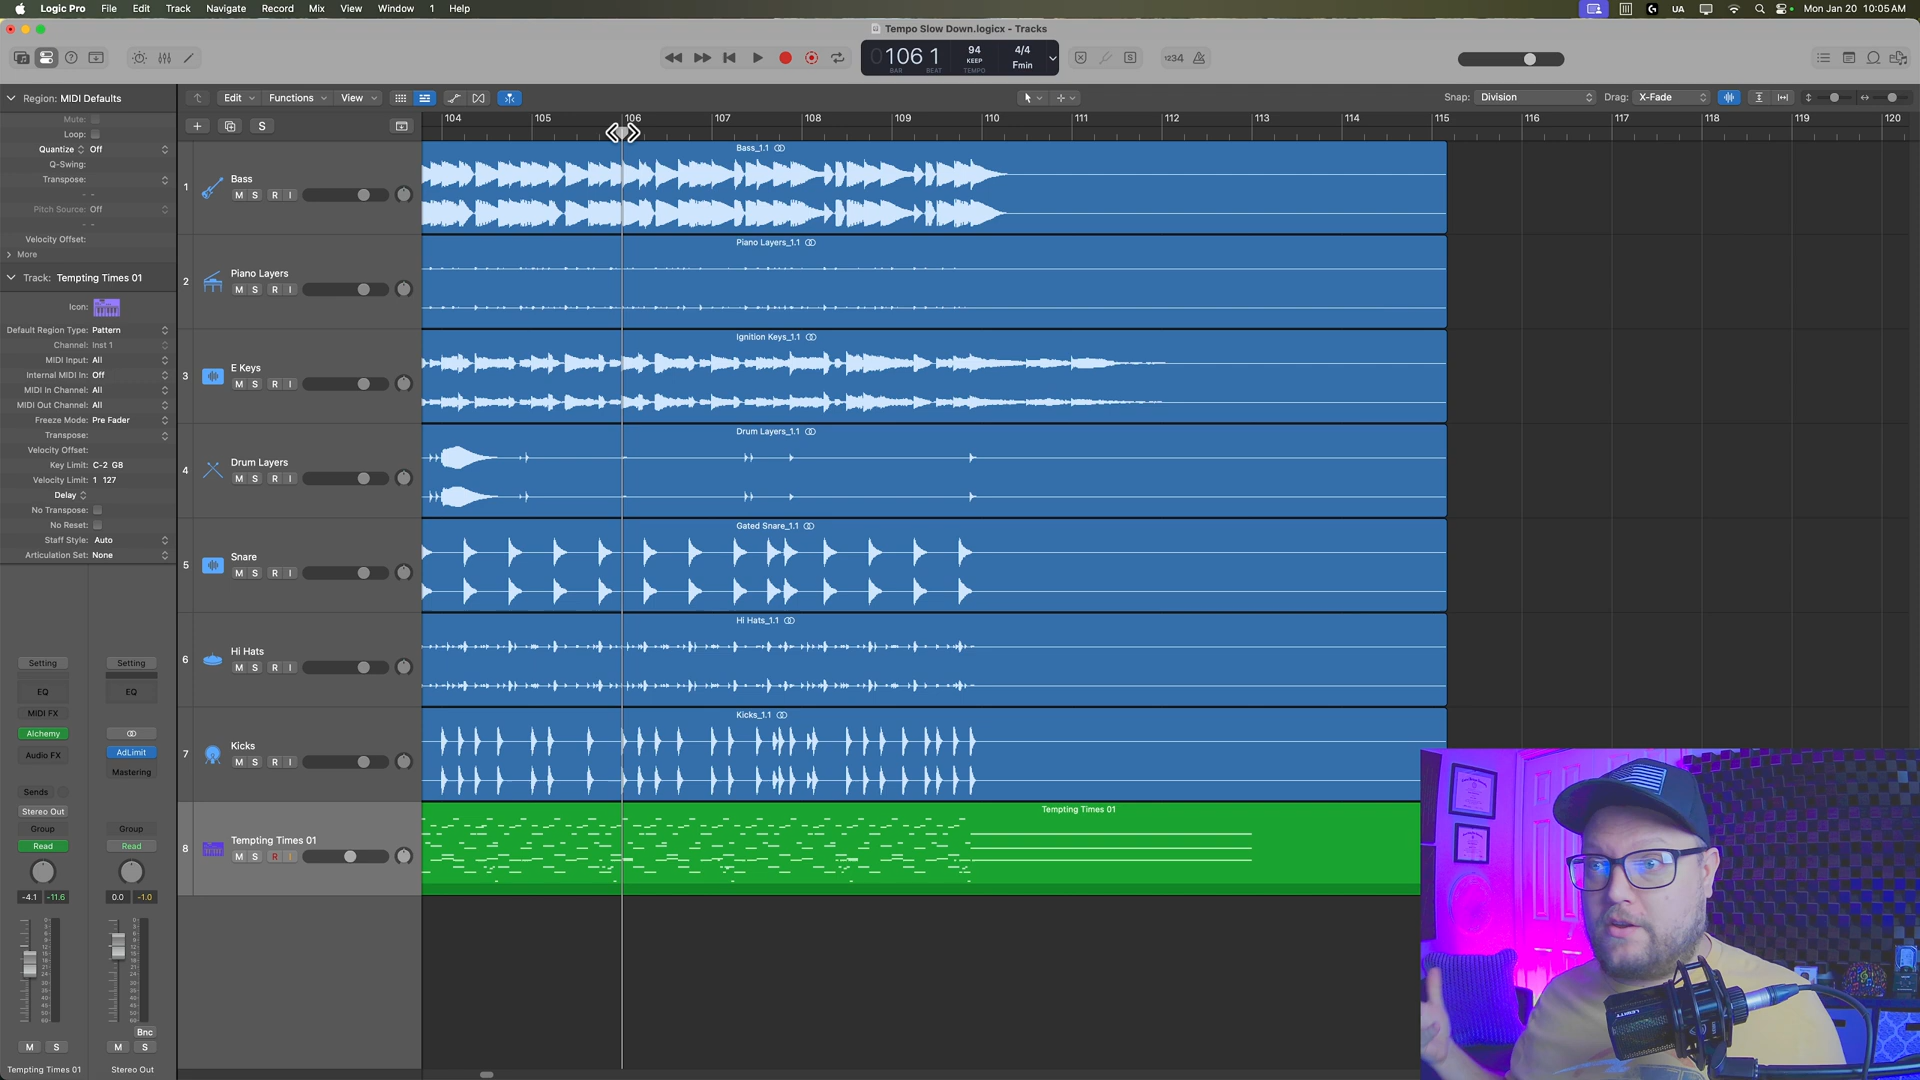 Logic Pro File Edit Track Navigate Record Mix View Window 1 Help
UA Mon Jan 20 10:05 AM
Tempo Slow Down.logicx - Tracks
0106 1 94 4/4
KEEP Fmin
BAR BEAT TEMPO
1234
Region: MIDI Defaults
Edit Functions View
Snap: Division Drag: X-Fade
S
104 105 106 107 108 109 110 111 112 113 114 115 116 117 118 119 120
Mute:
Loop:
Quantize Off
Q-Swing:
Transpose:
- -
Pitch Source: Off
- -
Velocity Offset:
More
Track: Tempting Times 01
Icon:
Default Region Type: Pattern
Channel: Inst 1
MIDI Input: All
Internal MIDI In: Off
MIDI In Channel: All
MIDI Out Channel: All
Freeze Mode: Pre Fader
Transpose:
Velocity Offset:
Key Limit: C-2 G8
Velocity Limit: 1 127
Delay
No Transpose:
No Reset:
Staff Style: Auto
Articulation Set: None
1 Bass
M S R I
Bass_1.1
2 Piano Layers
M S R I
Piano Layers_1.1
3 E Keys
M S R I
Ignition Keys_1.1
4 Drum Layers
M S R I
Drum Layers_1.1
5 Snare
M S R I
Gated Snare_1.1
6 Hi Hats
M S R I
Hi Hats_1.1
7 Kicks
M S R I
Kicks_1.1
8 Tempting Times 01
M S R I
Tempting Times 01
Setting Setting
EQ EQ
MIDI FX
Alchemy
Audio FX AdLimit
Mastering
Sends
Stereo Out
Group Group
Read Read
-4.1 -11.6 0.0 -1.0
Bnc
M S M S
Tempting Times 01 Stereo Out
LEWITT